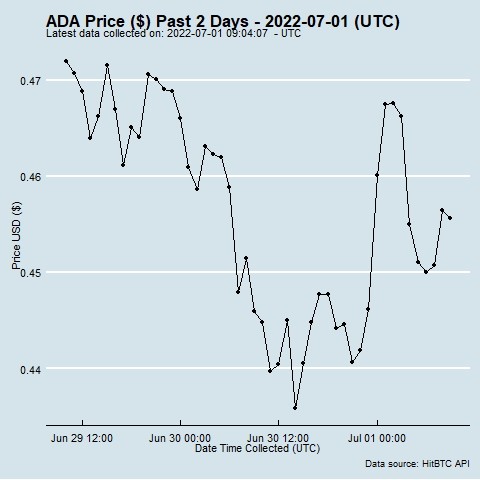 ADA Price ($) Past 2 Days - 2022-07-01 (UTC)
Latest data collected on: 2022-07-01 09:04:07  - UTC
0.47
0.46
0.45
0.44
Price USD ($)
Jun 29 12:00
Jun 30 00:00
Jun 30 12:00
Jul 01 00:00
Date Time Collected (UTC)
Data source: HitBTC API